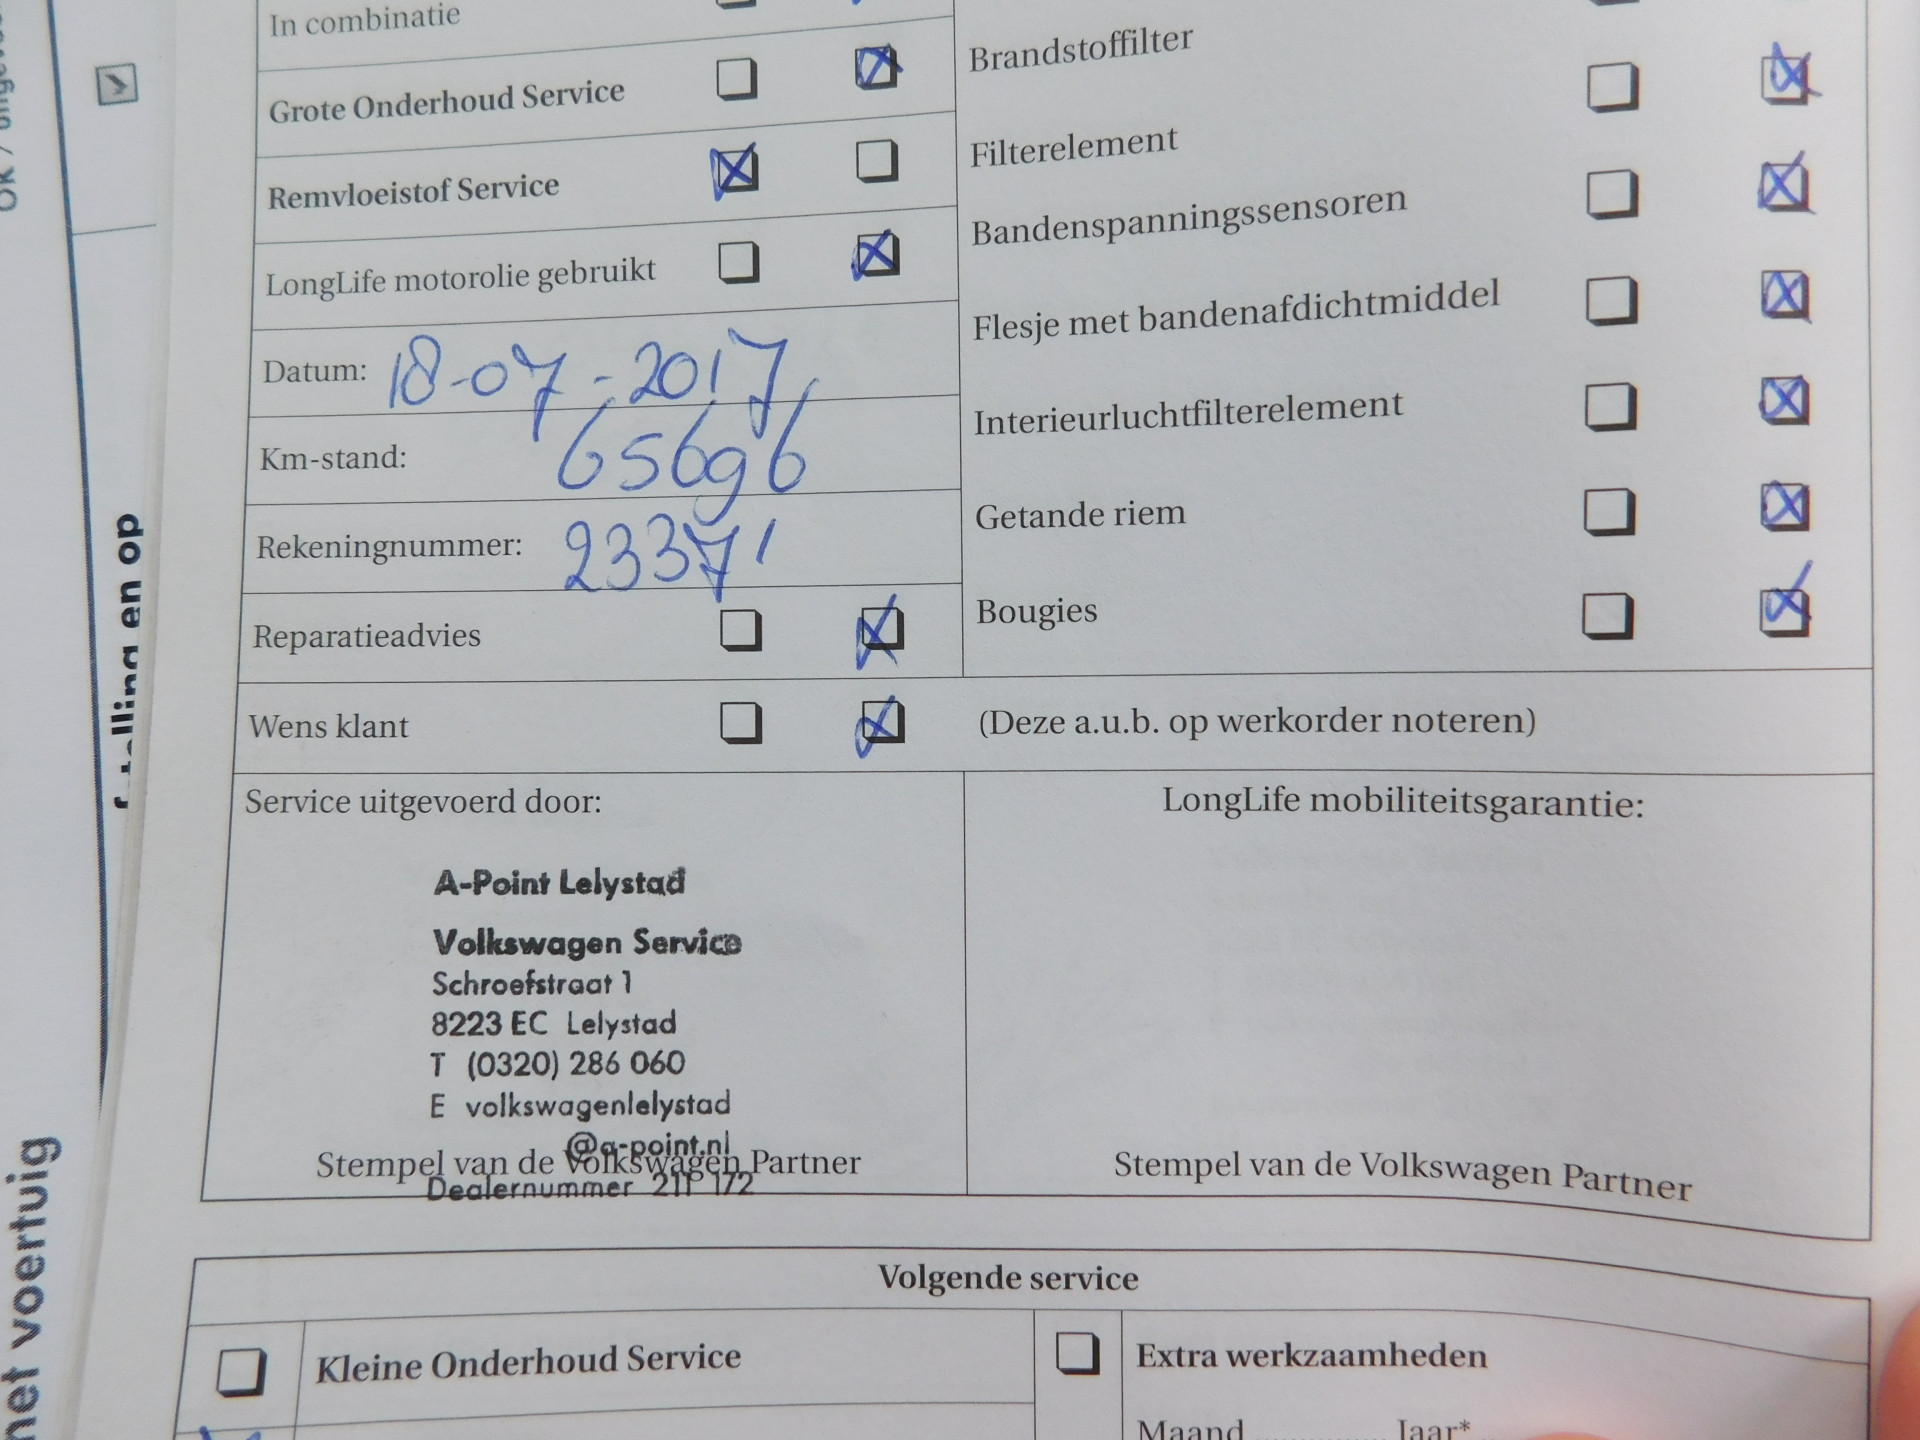 In combinatie
Grote Onderhoud Service
Remvloeistof Service
LongLife motorolie gebruikt
Datum: 18-07-2017
Km-stand: 65696
Rekeningnummer: 23371
Reparatieadvies
Wens klant
(Deze a.u.b. op werkorder noteren)
Brandstoffilter
Filterelement
Bandenspanningssensoren
Flesje met bandenafdichtmiddel
Interieurluchtfilterelement
Getande riem
Bougies
Service uitgevoerd door:
A-Point Lelystad
Volkswagen Service
Schroefstraat 1
8223 EC Lelystad
T (0320) 286 060
E volkswagenlelystad
@a-point.nl
Stempel van de Volkswagen Partner
Dealernummer 211 172
LongLife mobiliteitsgarantie:
Stempel van de Volkswagen Partner
Volgende service
Kleine Onderhoud Service
Extra werkzaamheden
Maand Jaar*
en op
met voertuig